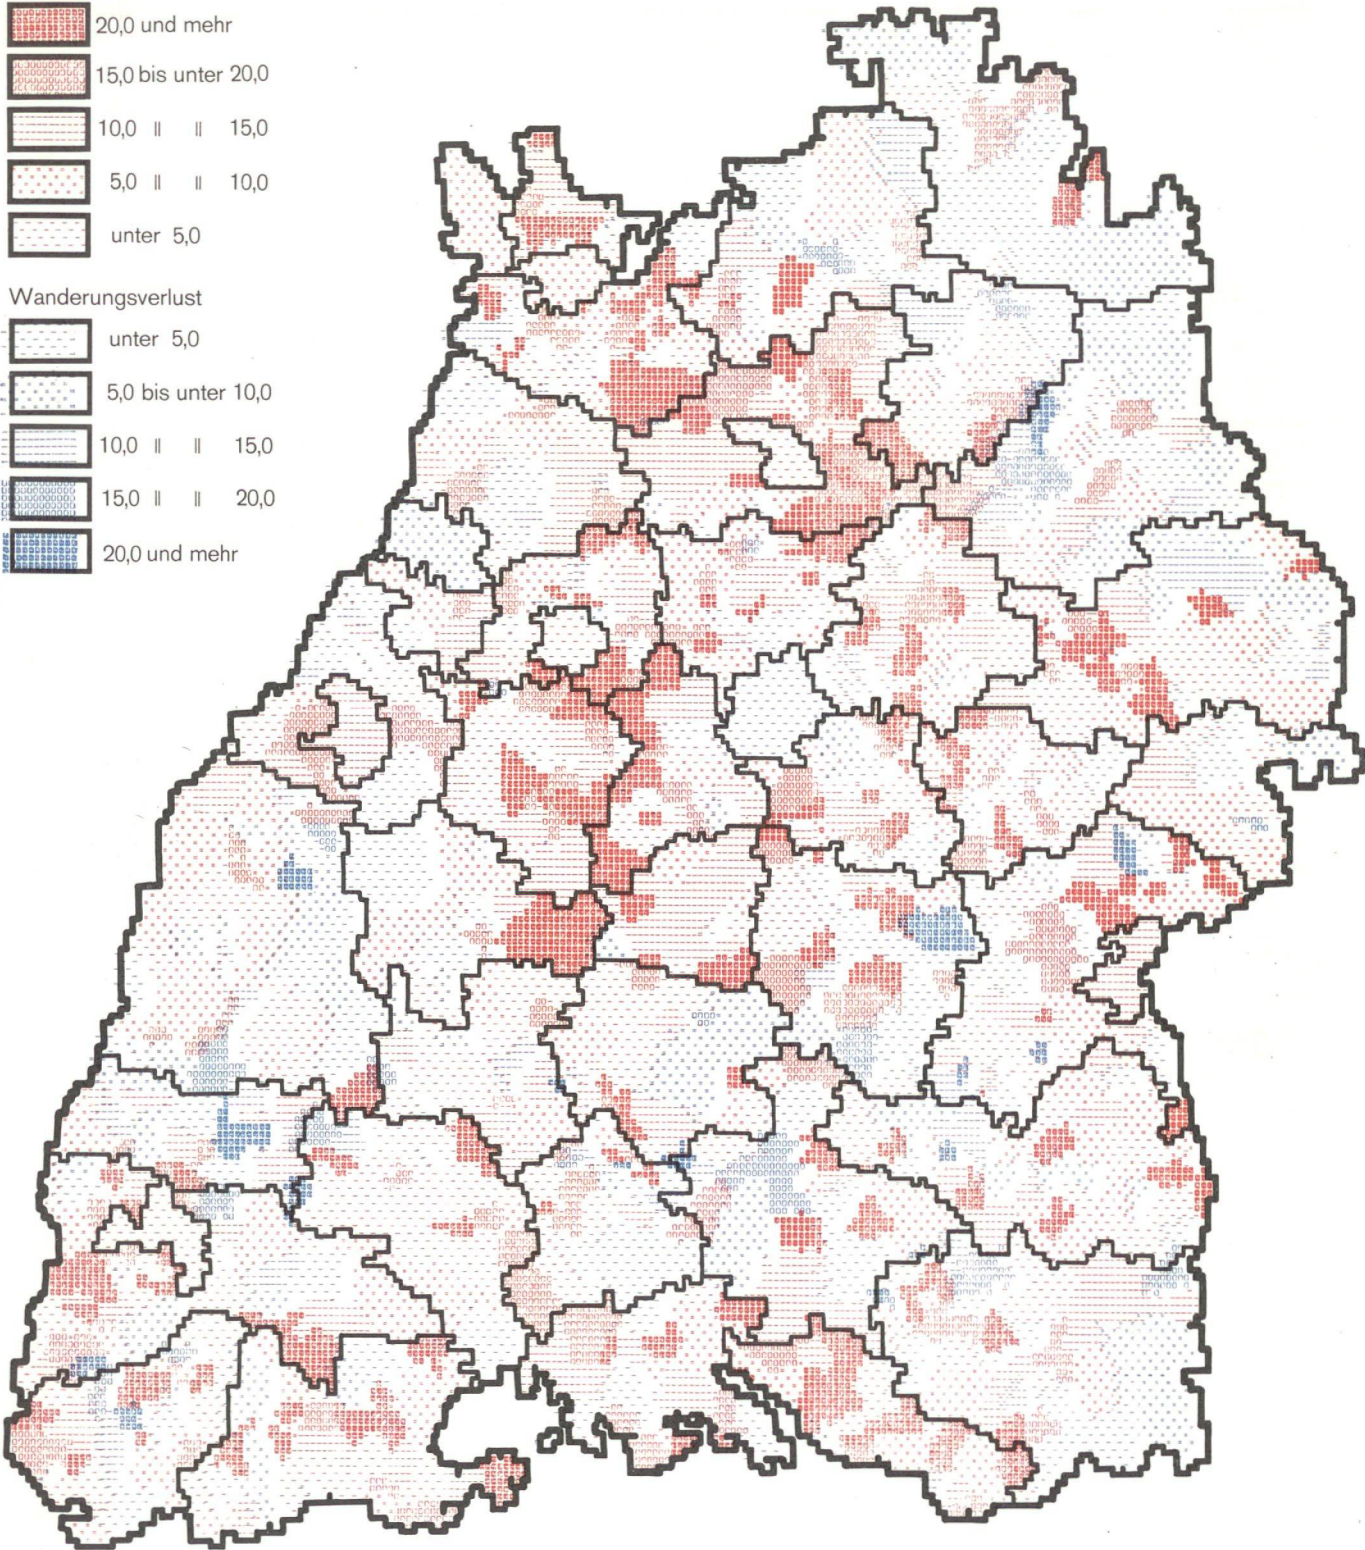 20,0 und mehr
15,0 bis unter 20,0
10,0 " " 15,0
5,0 " " 10,0
unter 5,0
Wanderungsverlust
unter 5,0
5,0 bis unter 10,0
10,0 " " 15,0
15,0 " " 20,0
20,0 und mehr